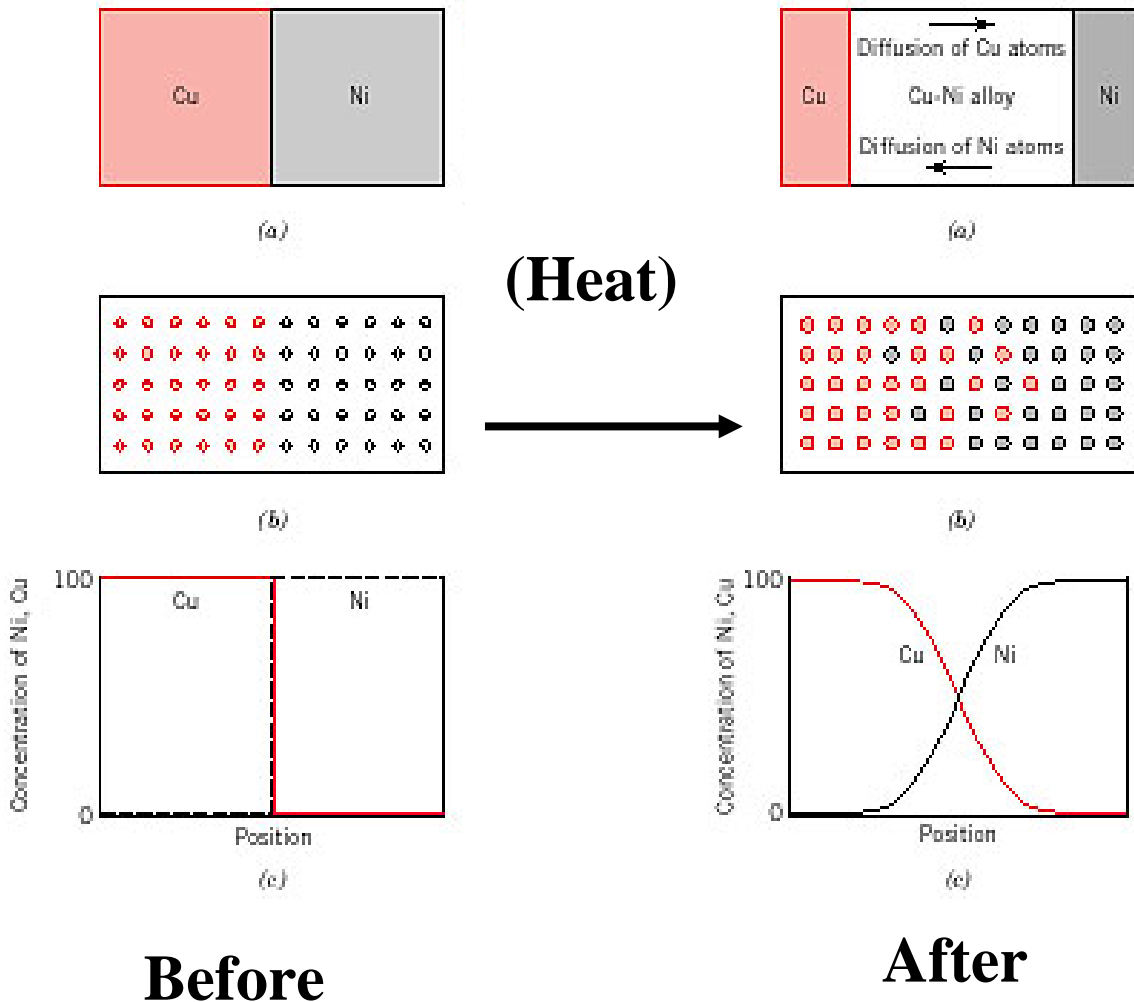 Cu
Ni
(a)
(b)
100
Cu
Ni
Concentration of Ni, Cu
0
Position
(c)
Before
(Heat)
Diffusion of Cu atoms
Cu
Cu-Ni alloy
Ni
Diffusion of Ni atoms
(a)
(b)
100
Cu
Ni
Concentration of Ni, Cu
0
Position
(c)
After